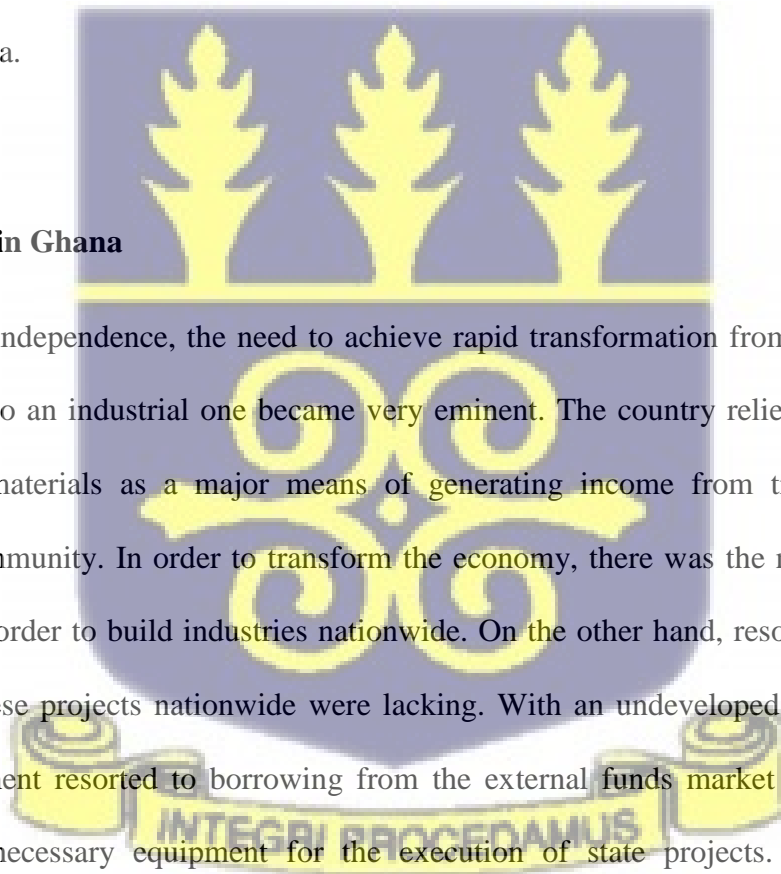 a.
in Ghana
independence, the need to achieve rapid transformation from
o an industrial one became very eminent. The country relie
materials as a major means of generating income from t
mmunity. In order to transform the economy, there was the
order to build industries nationwide. On the other hand, reso
ese projects nationwide were lacking. With an undeveloped
ent resorted to borrowing from the external funds market
INTEGRI PROCEDAMUS
necessary equipment for the execution of state projects.